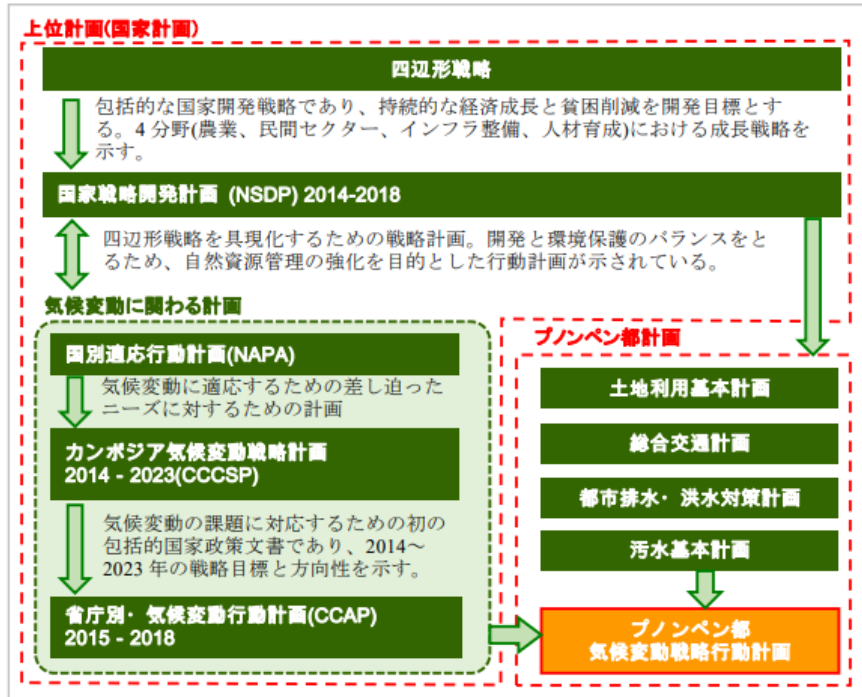 上位計画(国家計画)
四辺形戦略
包括的な国家開発戦略であり、持続的な経済成長と貧困削減を開発目標とす
る。4 分野(農業、民間セクター、インフラ整備、人材育成)における成長戦略を
示す。
国家戦略開発計画 (NSDP) 2014-2018
四辺形戦略を具現化するための戦略計画。開発と環境保護のバランスをと
るため、自然資源管理の強化を目的とした行動計画が示されている。
気候変動に関わる計画
国別適応行動計画(NAPA)
気候変動に適応するための差し迫った
ニーズに対するための計画
カンボジア気候変動戦略計画
2014 - 2023(CCCSP)
気候変動の課題に対応するための初の
包括的国家政策文書であり、2014～
2023 年の戦略目標と方向性を示す。
省庁別・気候変動行動計画(CCAP)
2015 - 2018
プノンペン都計画
土地利用基本計画
総合交通計画
都市排水・洪水対策計画
汚水基本計画
プノンペン都
気候変動戦略行動計画